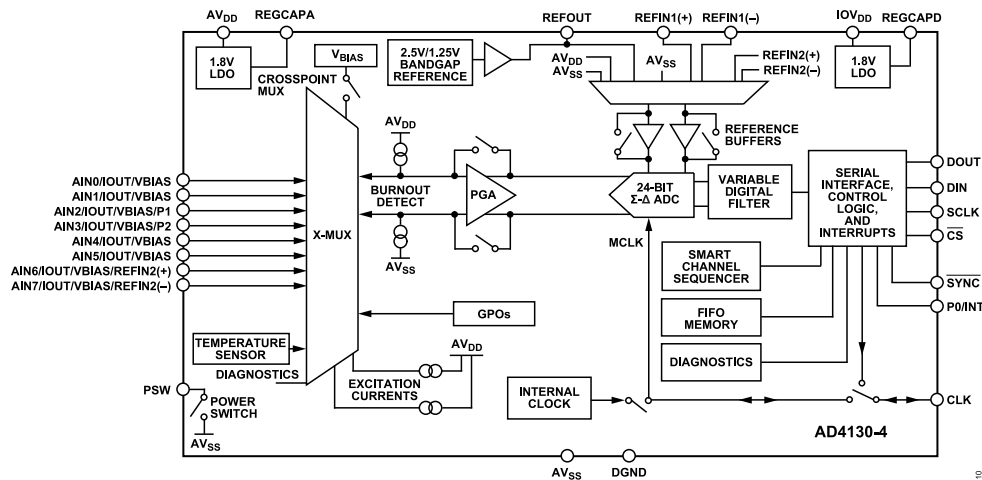 AVDD
REGCAPA
REFOUT
REFIN1(+)
REFIN1(–)
IOVDD
REGCAPD
1.8V
LDO
CROSSPOINT
MUX
VBIAS
2.5V/1.25V
BANDGAP
REFERENCE
AVDD
AVSS
AVSS
REFIN2(+)
REFIN2(–)
1.8V
LDO
REFERENCE
BUFFERS
AVDD
AIN0/IOUT/VBIAS
AIN1/IOUT/VBIAS
AIN2/IOUT/VBIAS/P1
AIN3/IOUT/VBIAS/P2
AIN4/IOUT/VBIAS
AIN5/IOUT/VBIAS
AIN6/IOUT/VBIAS/REFIN2(+)
AIN7/IOUT/VBIAS/REFIN2(–)
X-MUX
BURNOUT
DETECT
AVSS
PGA
24-BIT
Σ-Δ ADC
VARIABLE
DIGITAL
FILTER
SERIAL
INTERFACE,
CONTROL
LOGIC,
AND
INTERRUPTS
DOUT
DIN
SCLK
CS
SYNC
P0/INT
MCLK
SMART
CHANNEL
SEQUENCER
GPOs
FIFO
MEMORY
DIAGNOSTICS
TEMPERATURE
SENSOR
DIAGNOSTICS
AVDD
EXCITATION
CURRENTS
PSW
POWER
SWITCH
AVSS
INTERNAL
CLOCK
CLK
AD4130-4
AVSS
DGND
10